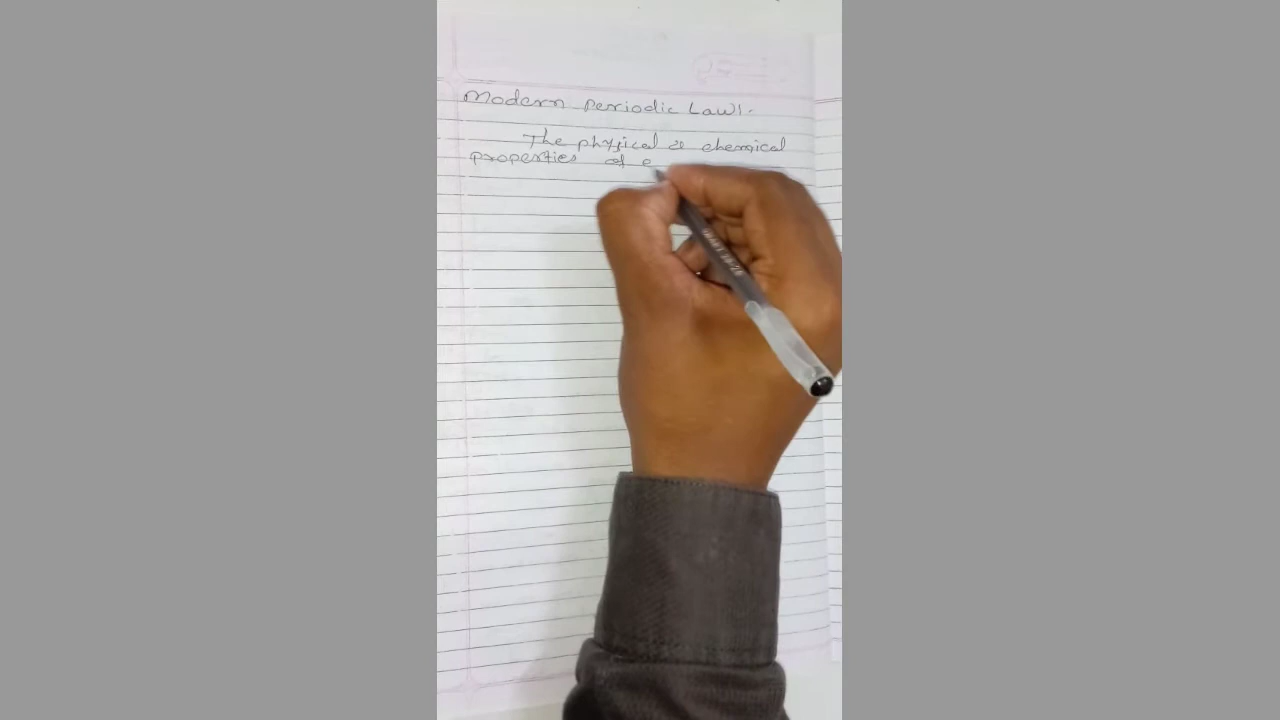 Modern Periodic Law :-
The physical & chemical
properties of e